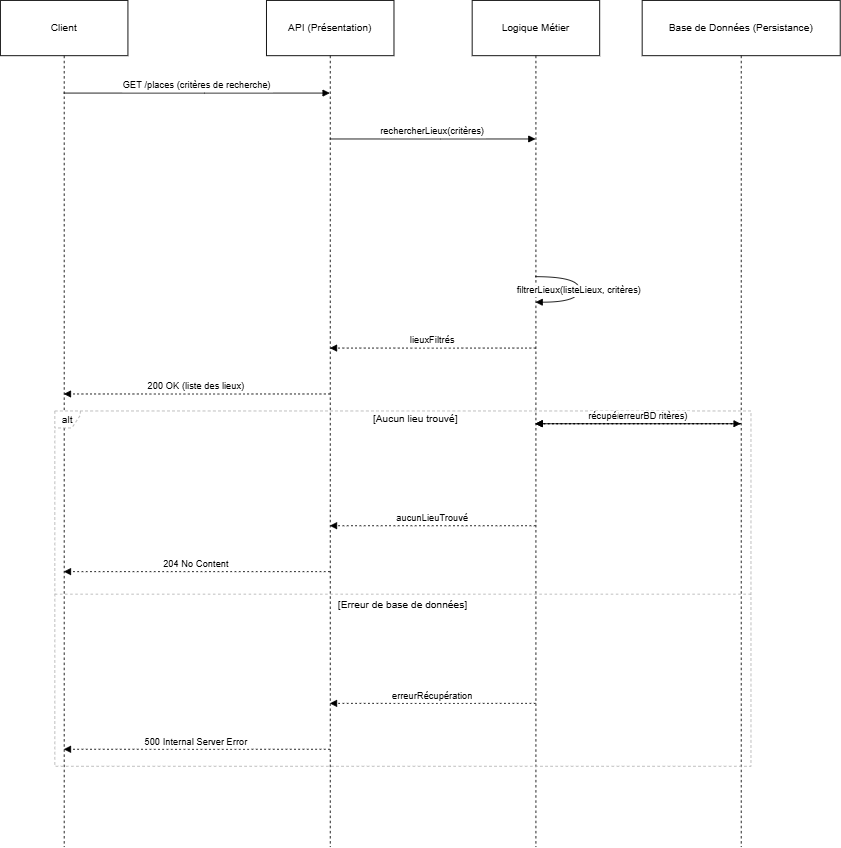 Client
API (Présentation)
Logique Métier
Base de Données (Persistance)
GET /places (critères de recherche)
rechercherLieux(critères)
filtrerLieux(listeLieux, critères)
lieuxFiltrés
200 OK (liste des lieux)
alt
[Aucun lieu trouvé]
erreurBD
aucunLieuTrouvé
204 No Content
[Erreur de base de données]
erreurRécupération
500 Internal Server Error